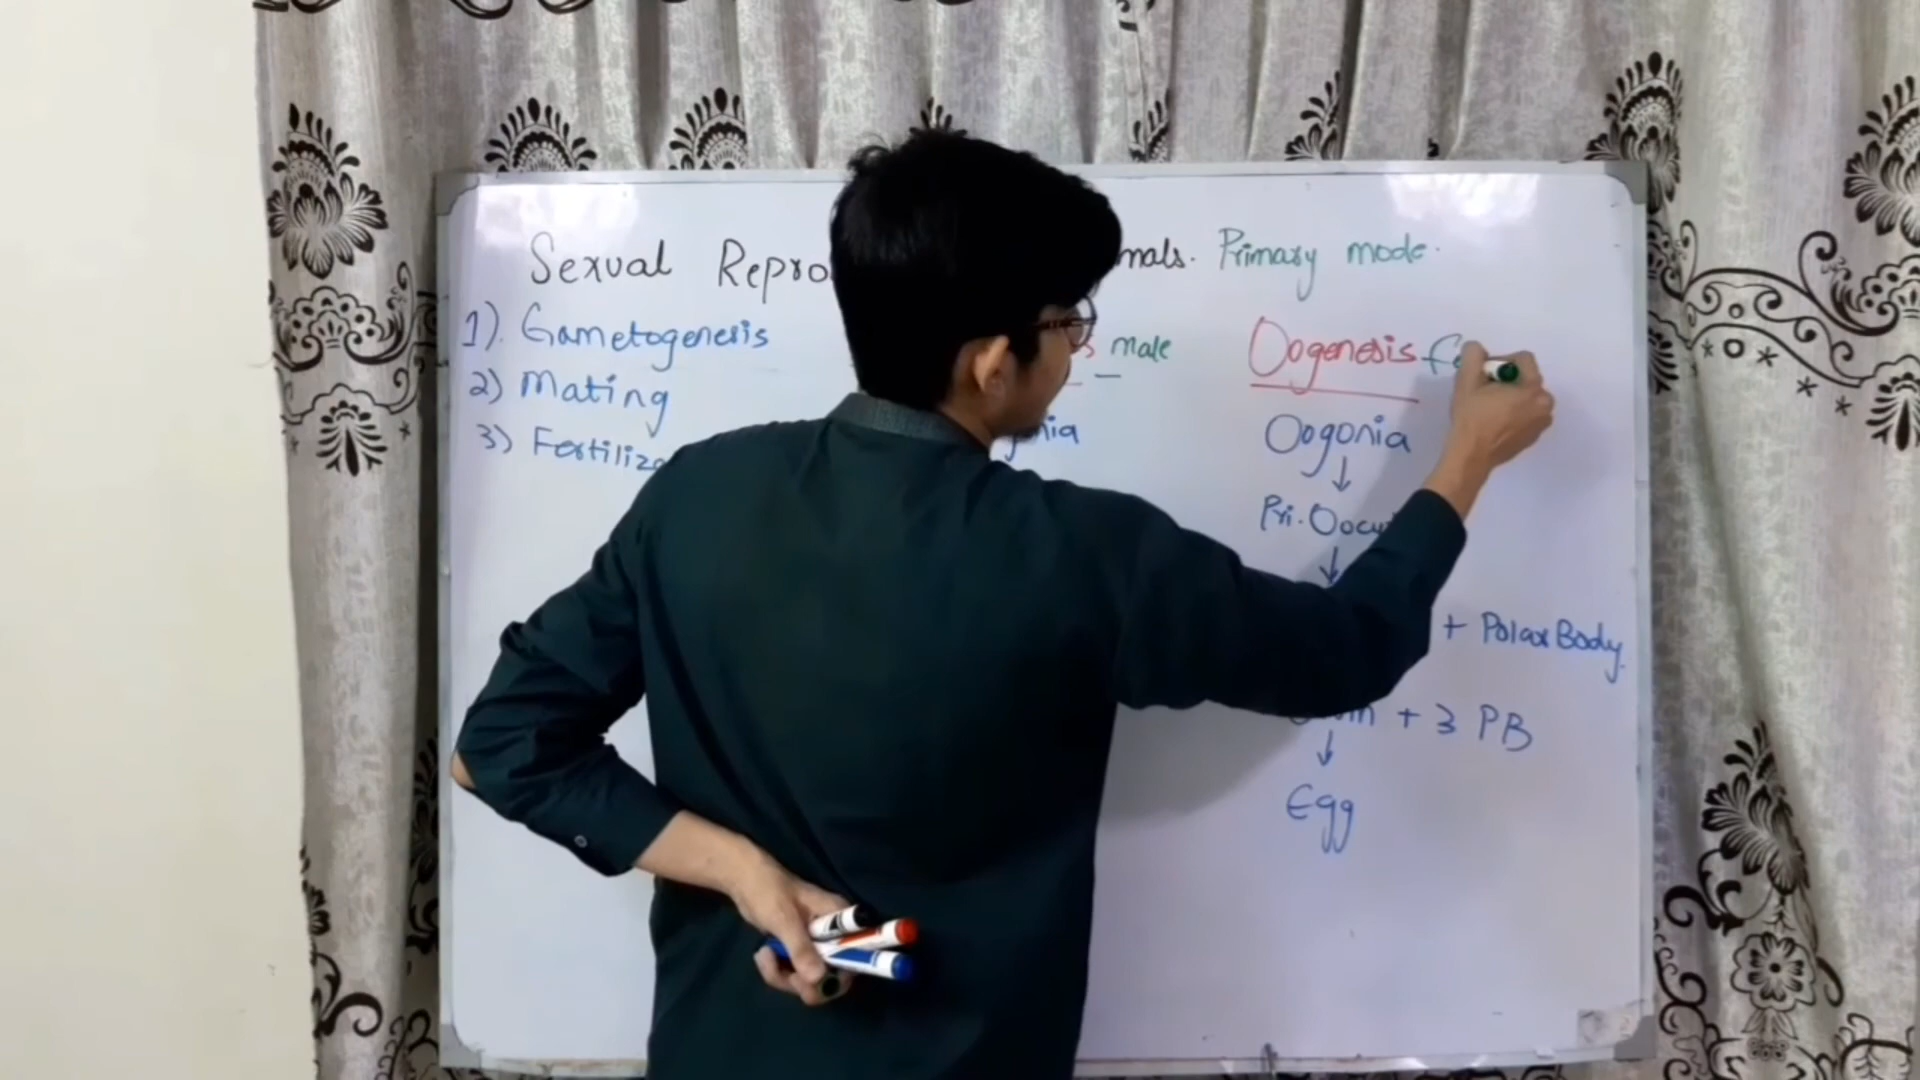 Sexual Repro mals. Primary mode.
1). Gametogenesis
2) Mating
3) Fertiliza
s male
nia
Oogenesis fe
Oogonia
↓
Pri. Oocy
↓
+ Polar Body.
+ 3 PB
↓
Egg